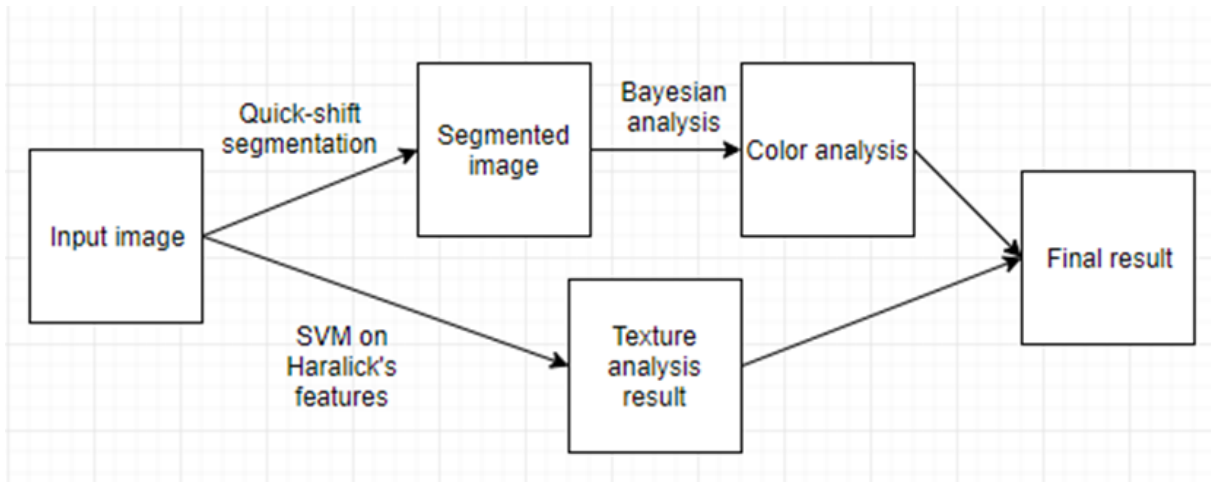 Quick-shift
segmentation
Bayesian
analysis
Segmented
image
Color analysis
Input image
Final result
SVM on
Haralick's
features
Texture
analysis
result